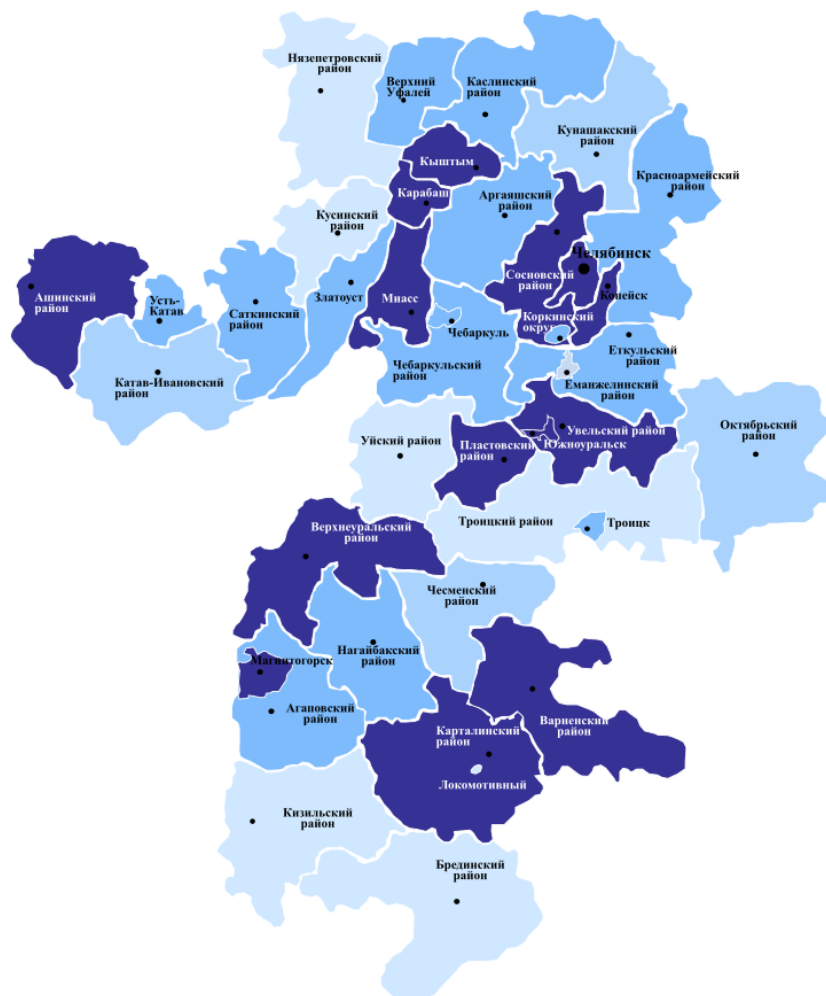 Нязепетровский
район
Верхний
Уфалей
Каслинский
район
Кунашакский
район
Кыштым
Красноармейский
район
Карабаш
Аргаяшский
район
Кусинский
район
Челябинск
Ашинский
район
Усть-
Катав
Саткинский
район
Златоуст
Миасс
Сосновский
район
Копейск
Чебаркуль
Коркинский
округ
Еткульский
район
Чебаркульский
район
Катав-Ивановский
район
Еманжелинский
район
Октябрьский
район
Уйский район
Пластовский
район
Увельский район
Южноуральск
Троицкий район
Троицк
Верхнеуральский
район
Чесменский
район
Нагайбакский
район
Магнитогорск
Агаповский
район
Карталинский
район
Варненский
район
Локомотивный
Кизильский
район
Брединский
район